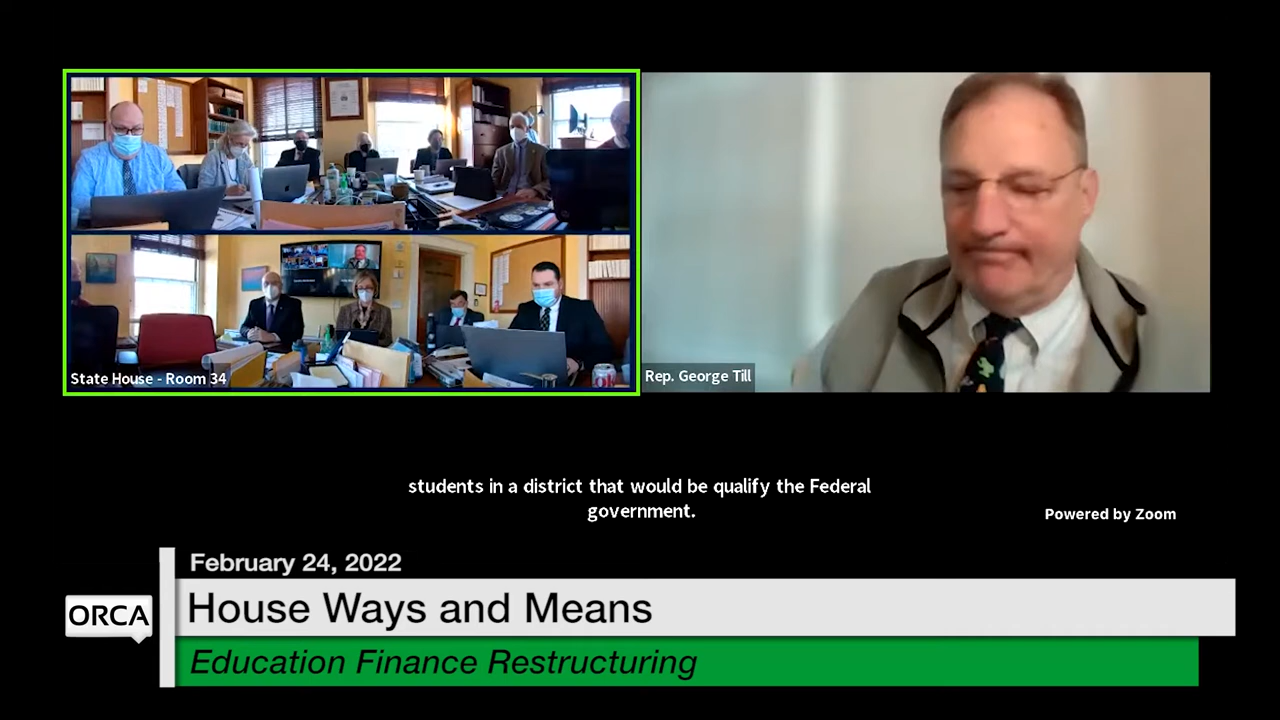 State House - Room 34
Rep. George Till
students in a district that would be qualify the Federal
government.
Powered by Zoom
February 24, 2022
ORCA
House Ways and Means
Education Finance Restructuring